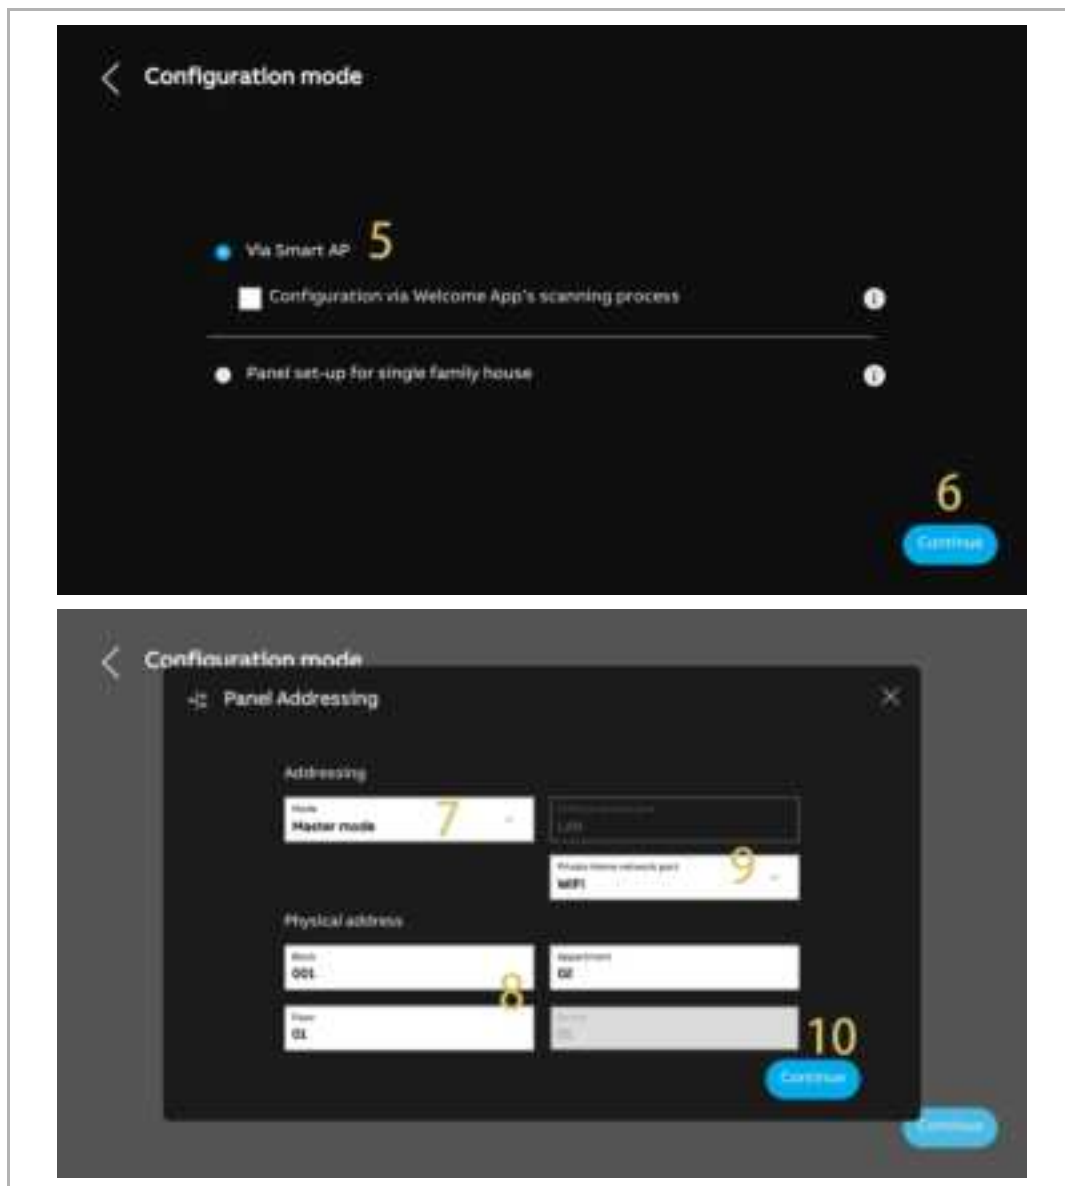 Configuration mode
Via Smart AP 5
Configuration via Welcome App's scanning process
Panel set-up for single family house
6
Continue
Configuration mode
Panel Addressing
Addressing
Mode
Master mode 7
LAN
Private home network port
WIFI 9
Physical address
Block
001
Appartment
02
8
Floor
01
10
Continue
Continue